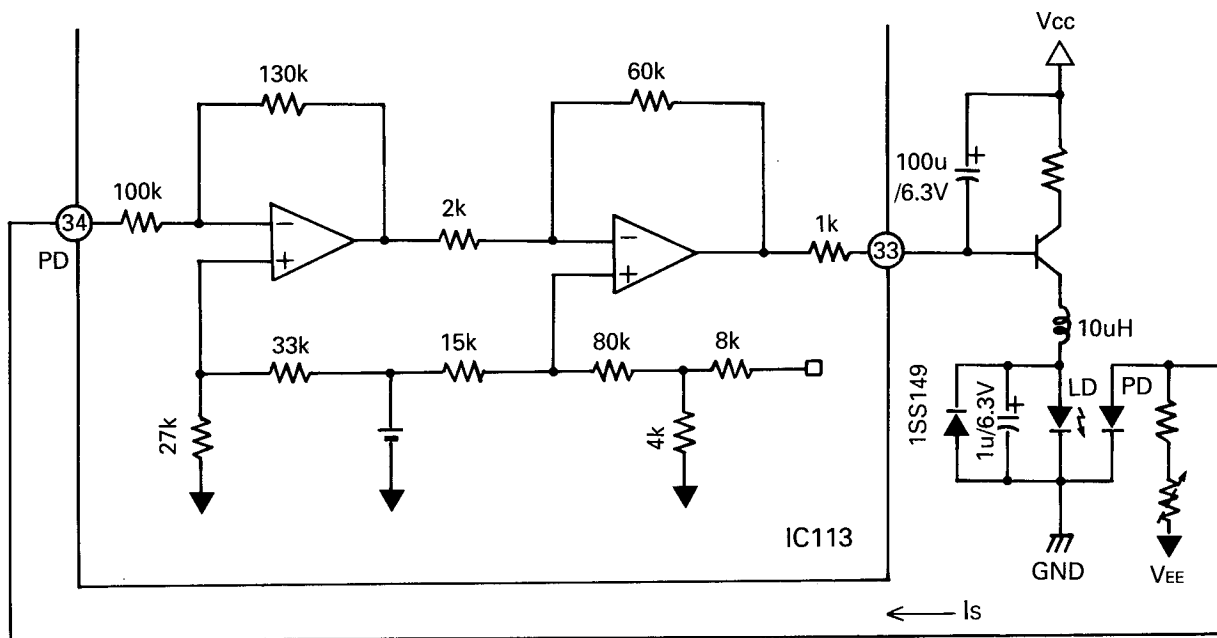 Vcc
130k
60k
100u
/6.3V
+
100k
34
PD
−
+
2k
−
+
1k
33
10uH
33k
15k
80k
8k
27k
4k
1SS149
1u/6.3V
+
LD
PD
IC113
GND
VEE
Is